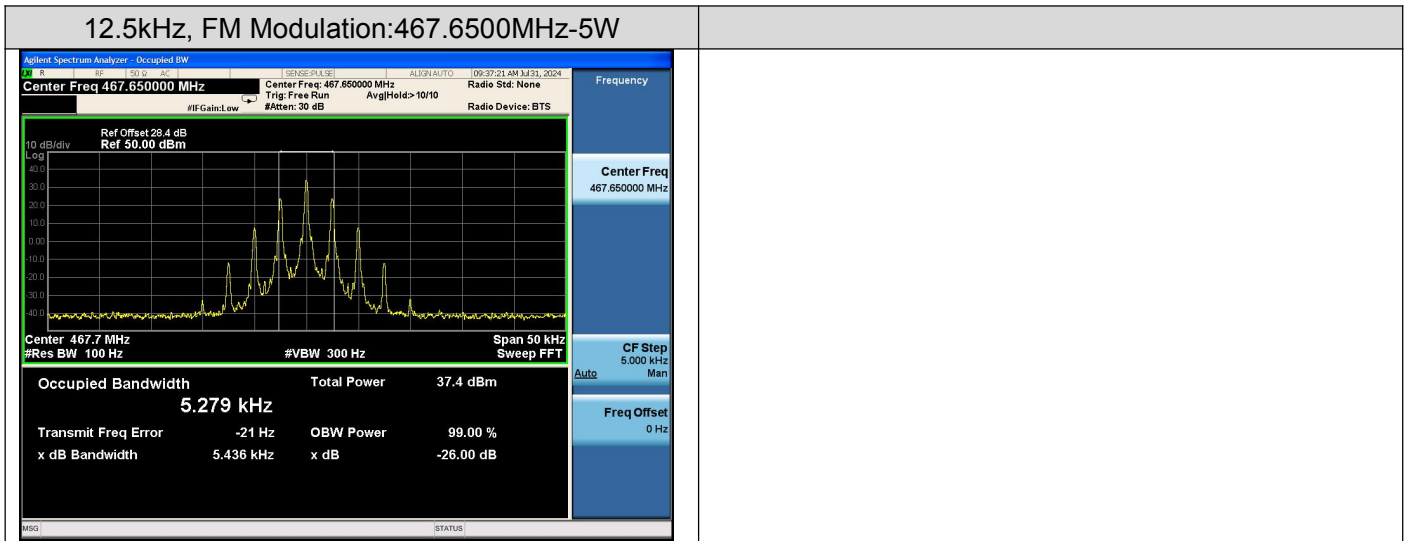 12.5kHz, FM Modulation:467.6500MHz-5W
Agilent Spectrum Analyzer - Occupied BW
LXI R RF 50 Ω AC SENSE:PULSE ALIGN AUTO 09:37:21 AM Jul 31, 2024
Center Freq 467.650000 MHz
Center Freq: 467.650000 MHz Radio Std: None
Trig: Free Run Avg|Hold:>10/10
#IFGain:Low #Atten: 30 dB Radio Device: BTS
Ref Offset 28.4 dB
10 dB/div Ref 50.00 dBm
Log
40.0
30.0
20.0
10.0
0.00
-10.0
-20.0
-30.0
-40.0
Center 467.7 MHz Span 50 kHz
#Res BW 100 Hz #VBW 300 Hz Sweep FFT
Occupied Bandwidth Total Power 37.4 dBm
5.279 kHz
Transmit Freq Error -21 Hz OBW Power 99.00 %
x dB Bandwidth 5.436 kHz x dB -26.00 dB
MSG STATUS
Frequency
Center Freq
467.650000 MHz
CF Step
5.000 kHz
Auto Man
Freq Offset
0 Hz